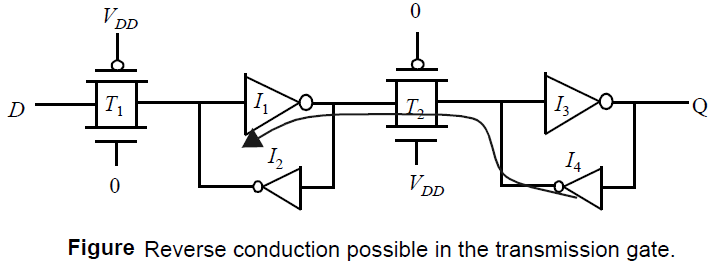 V_DD
0
D
T_1
I_1
T_2
I_3
Q
I_2
I_4
0
V_DD
Figure Reverse conduction possible in the transmission gate.